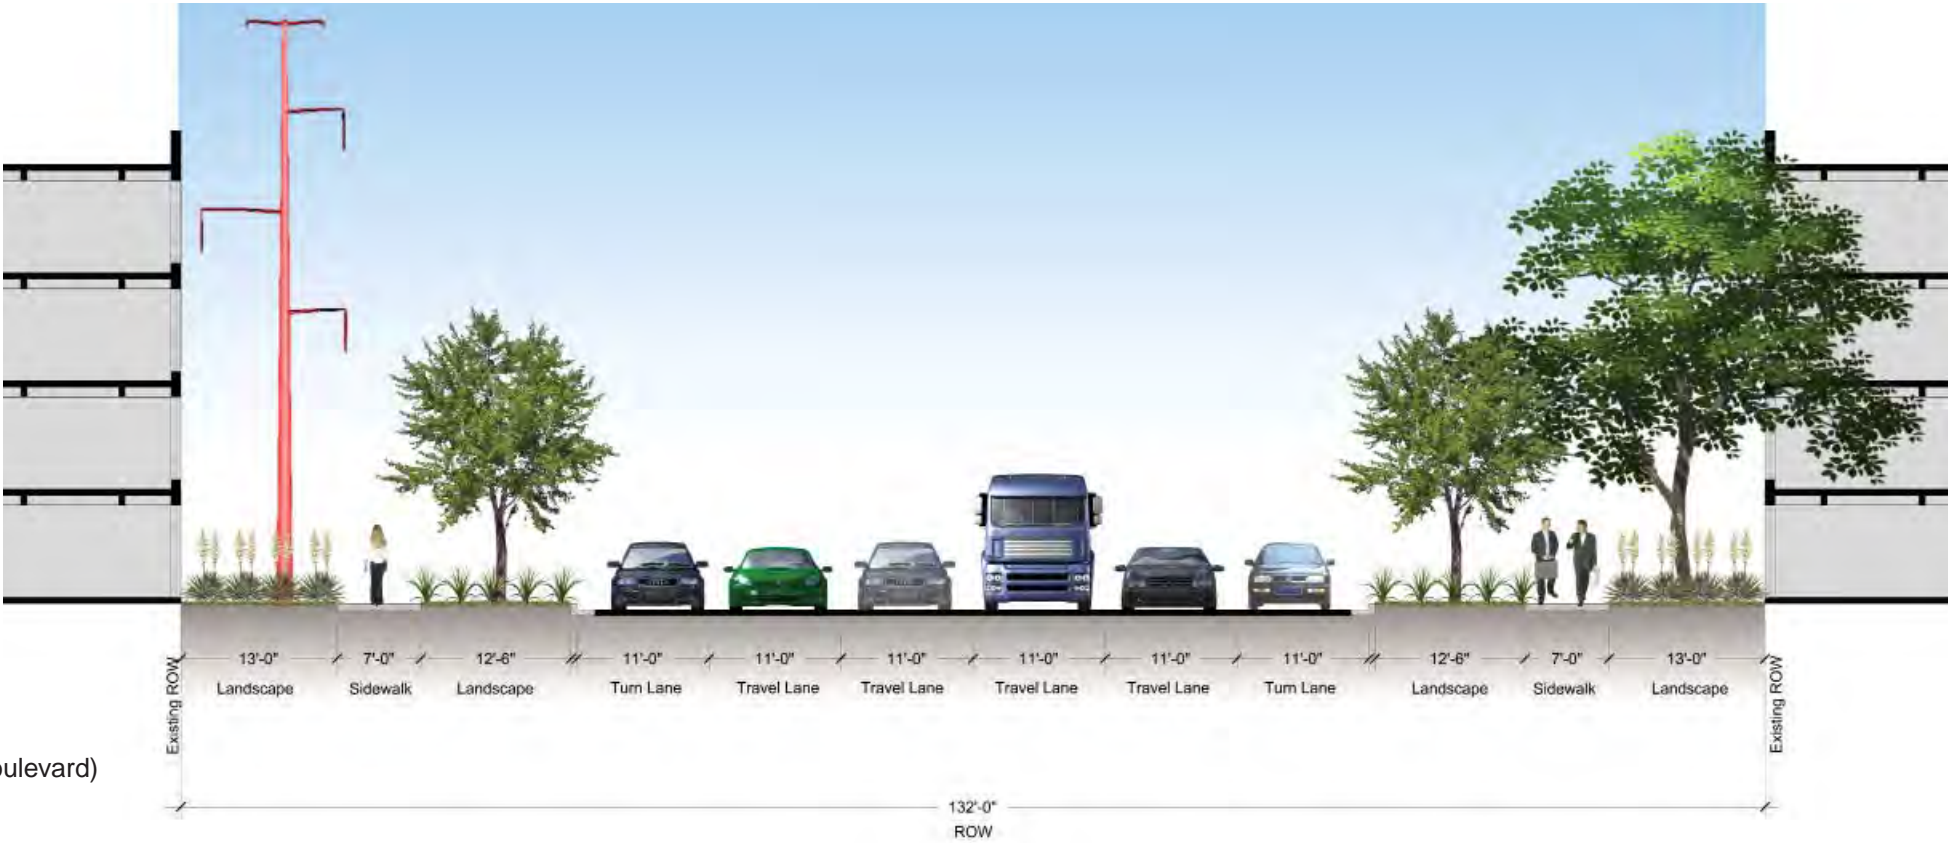 13'-0" 7'-0" 12'-6" 11'-0" 11'-0" 11'-0" 11'-0" 11'-0" 11'-0" 12'-6" 7'-0" 13'-0"
Landscape Sidewalk Landscape Turn Lane Travel Lane Travel Lane Travel Lane Travel Lane Turn Lane Landscape Sidewalk Landscape
Existing ROW
Existing ROW
oulevard)
132'-0"
ROW